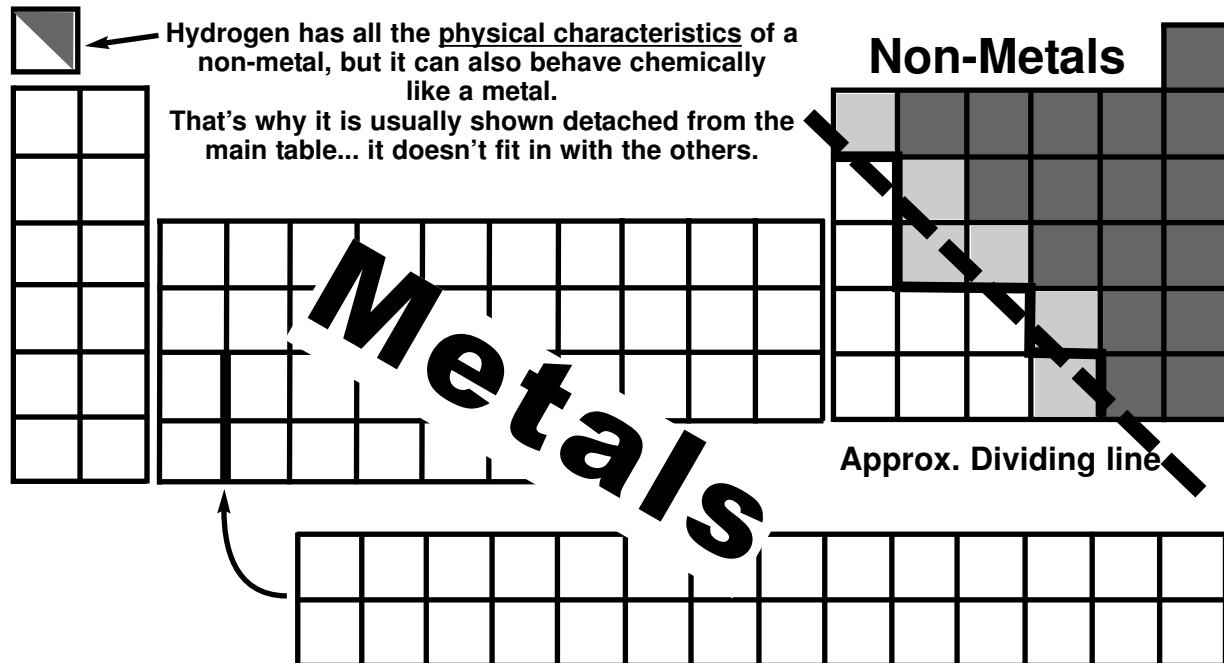 Hydrogen has all the physical characteristics of a
non-metal, but it can also behave chemically
like a metal.
That's why it is usually shown detached from the
main table... it doesn't fit in with the others.
Non-Metals
Metals
Approx. Dividing line